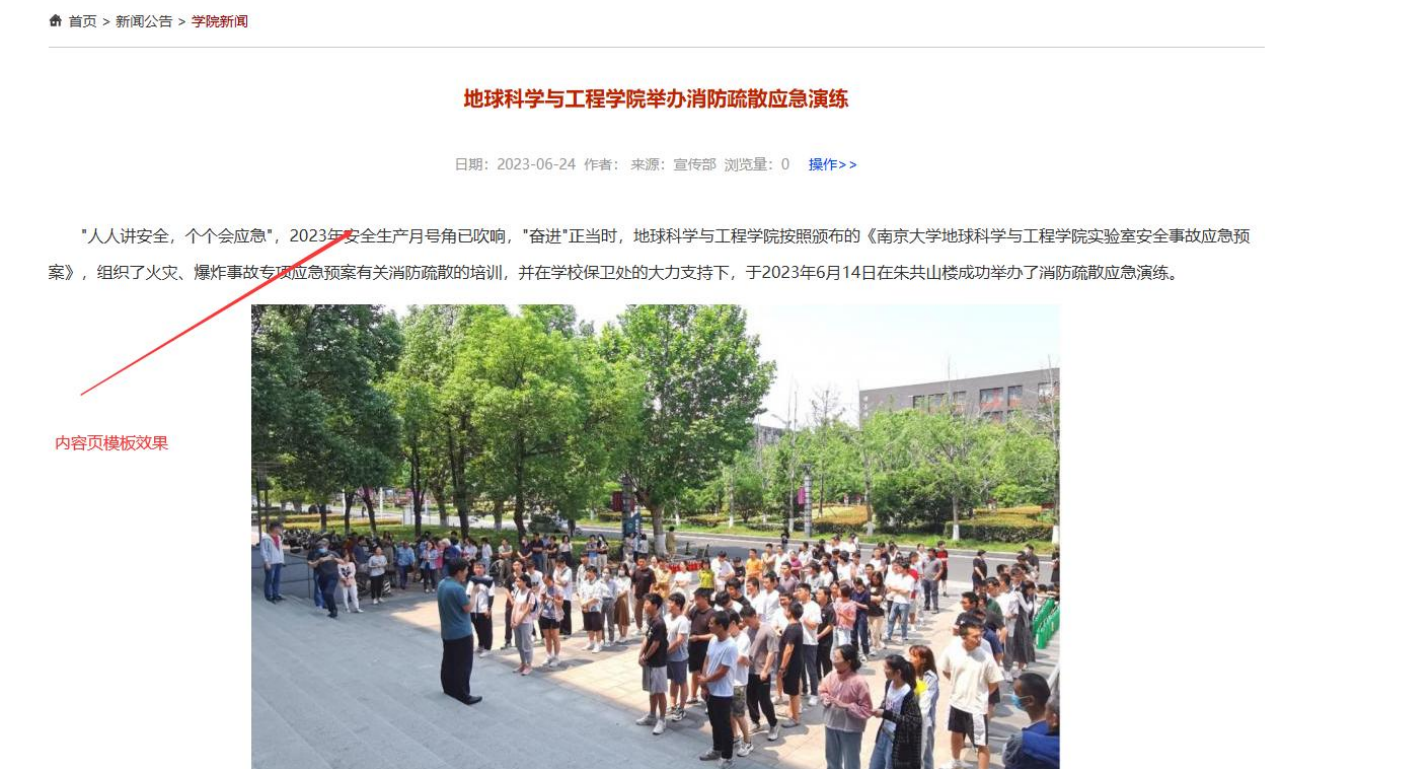 首页 > 新闻公告 > 学院新闻
地球科学与工程学院举办消防疏散应急演练
日期：2023-06-24 作者： 来源：宣传部 浏览量：0 操作>>
"人人讲安全，个个会应急"，2023年安全生产月号角已吹响，"奋进"正当时，地球科学与工程学院按照颁布的《南京大学地球科学与工程学院实验室安全事故应急预
案》，组织了火灾、爆炸事故专项应急预案有关消防疏散的培训，并在学校保卫处的大力支持下，于2023年6月14日在朱共山楼成功举办了消防疏散应急演练。
内容页模板效果